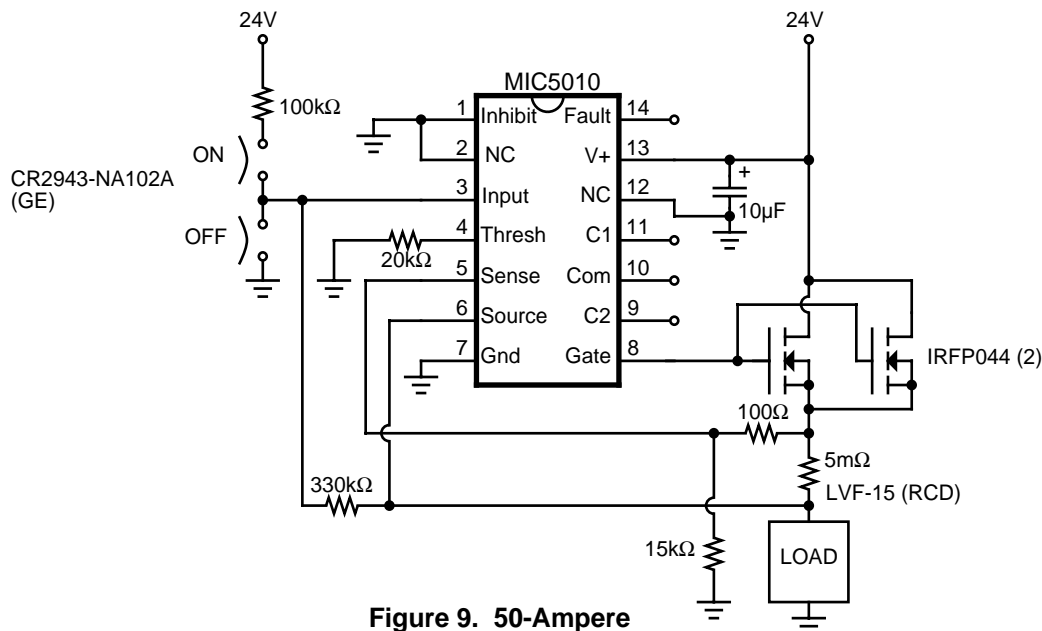 24V
24V
100kΩ
MIC5010
1 Inhibit Fault 14
2 NC V+ 13
3 Input NC 12
4 Thresh C1 11
5 Sense Com 10
6 Source C2 9
7 Gnd Gate 8
ON
CR2943-NA102A
(GE)
OFF
20kΩ
+
10µF
IRFP044 (2)
100Ω
5mΩ
LVF-15 (RCD)
330kΩ
15kΩ
LOAD
Figure 9. 50-Ampere